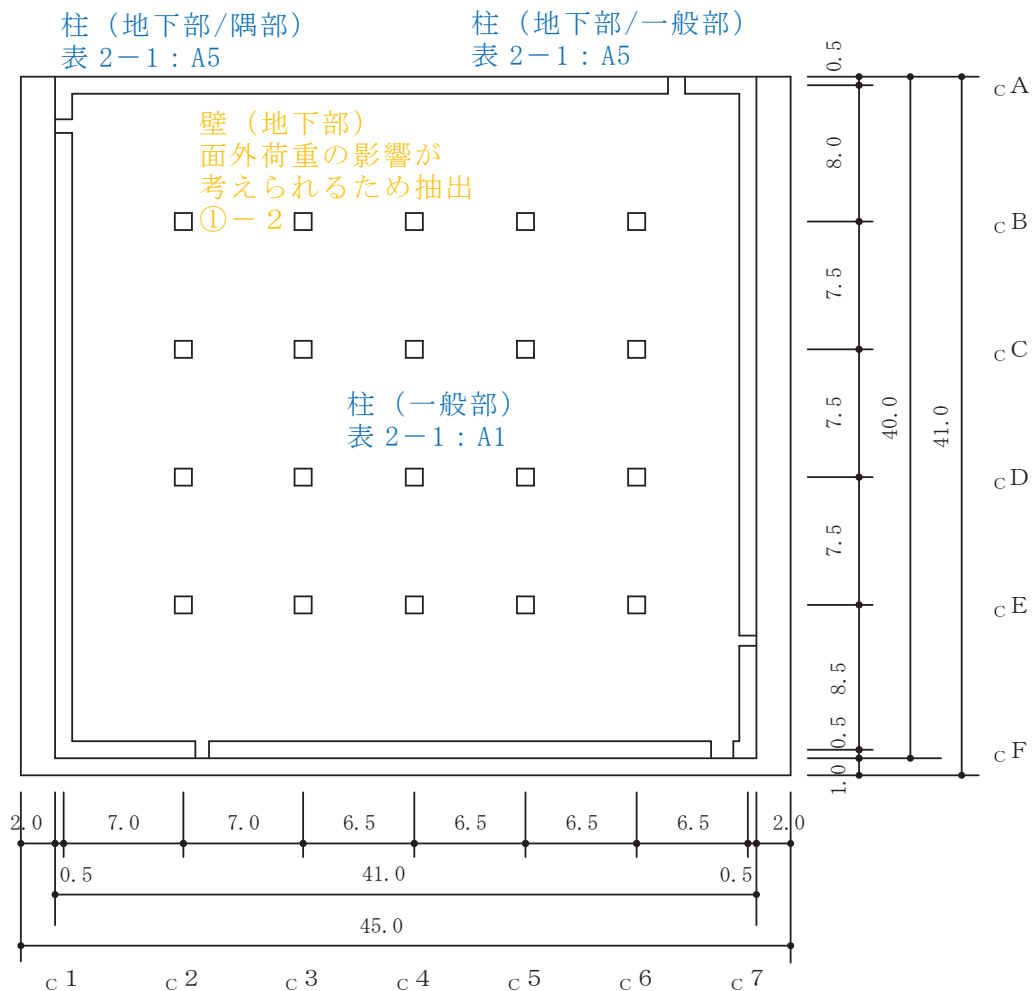 柱（地下部/隅部）
表2－1：A5
柱（地下部/一般部）
表2－1：A5
壁（地下部）
面外荷重の影響が
考えられるため抽出
①－2
柱（一般部）
表2－1：A1
0.5
8.0
7.5
7.5
7.5
8.5
0.5
1.0
40.0
41.0
cA
cB
cC
cD
cE
cF
2.0
7.0
7.0
6.5
6.5
6.5
6.5
2.0
0.5
41.0
0.5
45.0
c1
c2
c3
c4
c5
c6
c7